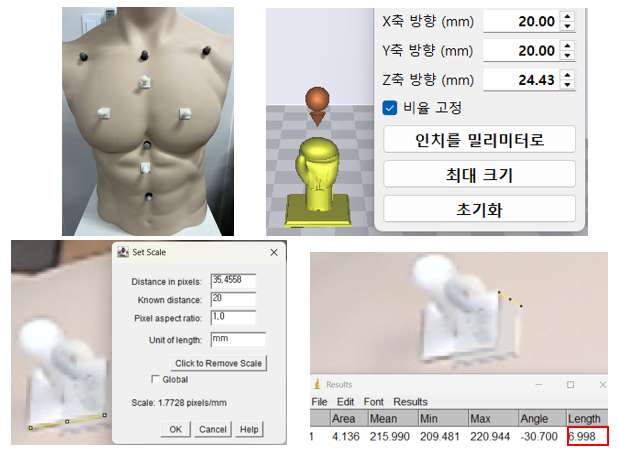 X축 방향 (mm) 20.00
Y축 방향 (mm) 20.00
Z축 방향 (mm) 24.43
비율 고정
인치를 밀리미터로
최대 크기
초기화
Set Scale
Distance in pixels: 35.4558
Known distance: 20
Pixel aspect ratio: 1.0
Unit of length: mm
Click to Remove Scale
Global
Scale: 1.7728 pixels/mm
OK Cancel Help
Results
File Edit Font Results
Area Mean Min Max Angle Length
1 4.136 215.990 209.481 220.944 -30.700 6.998